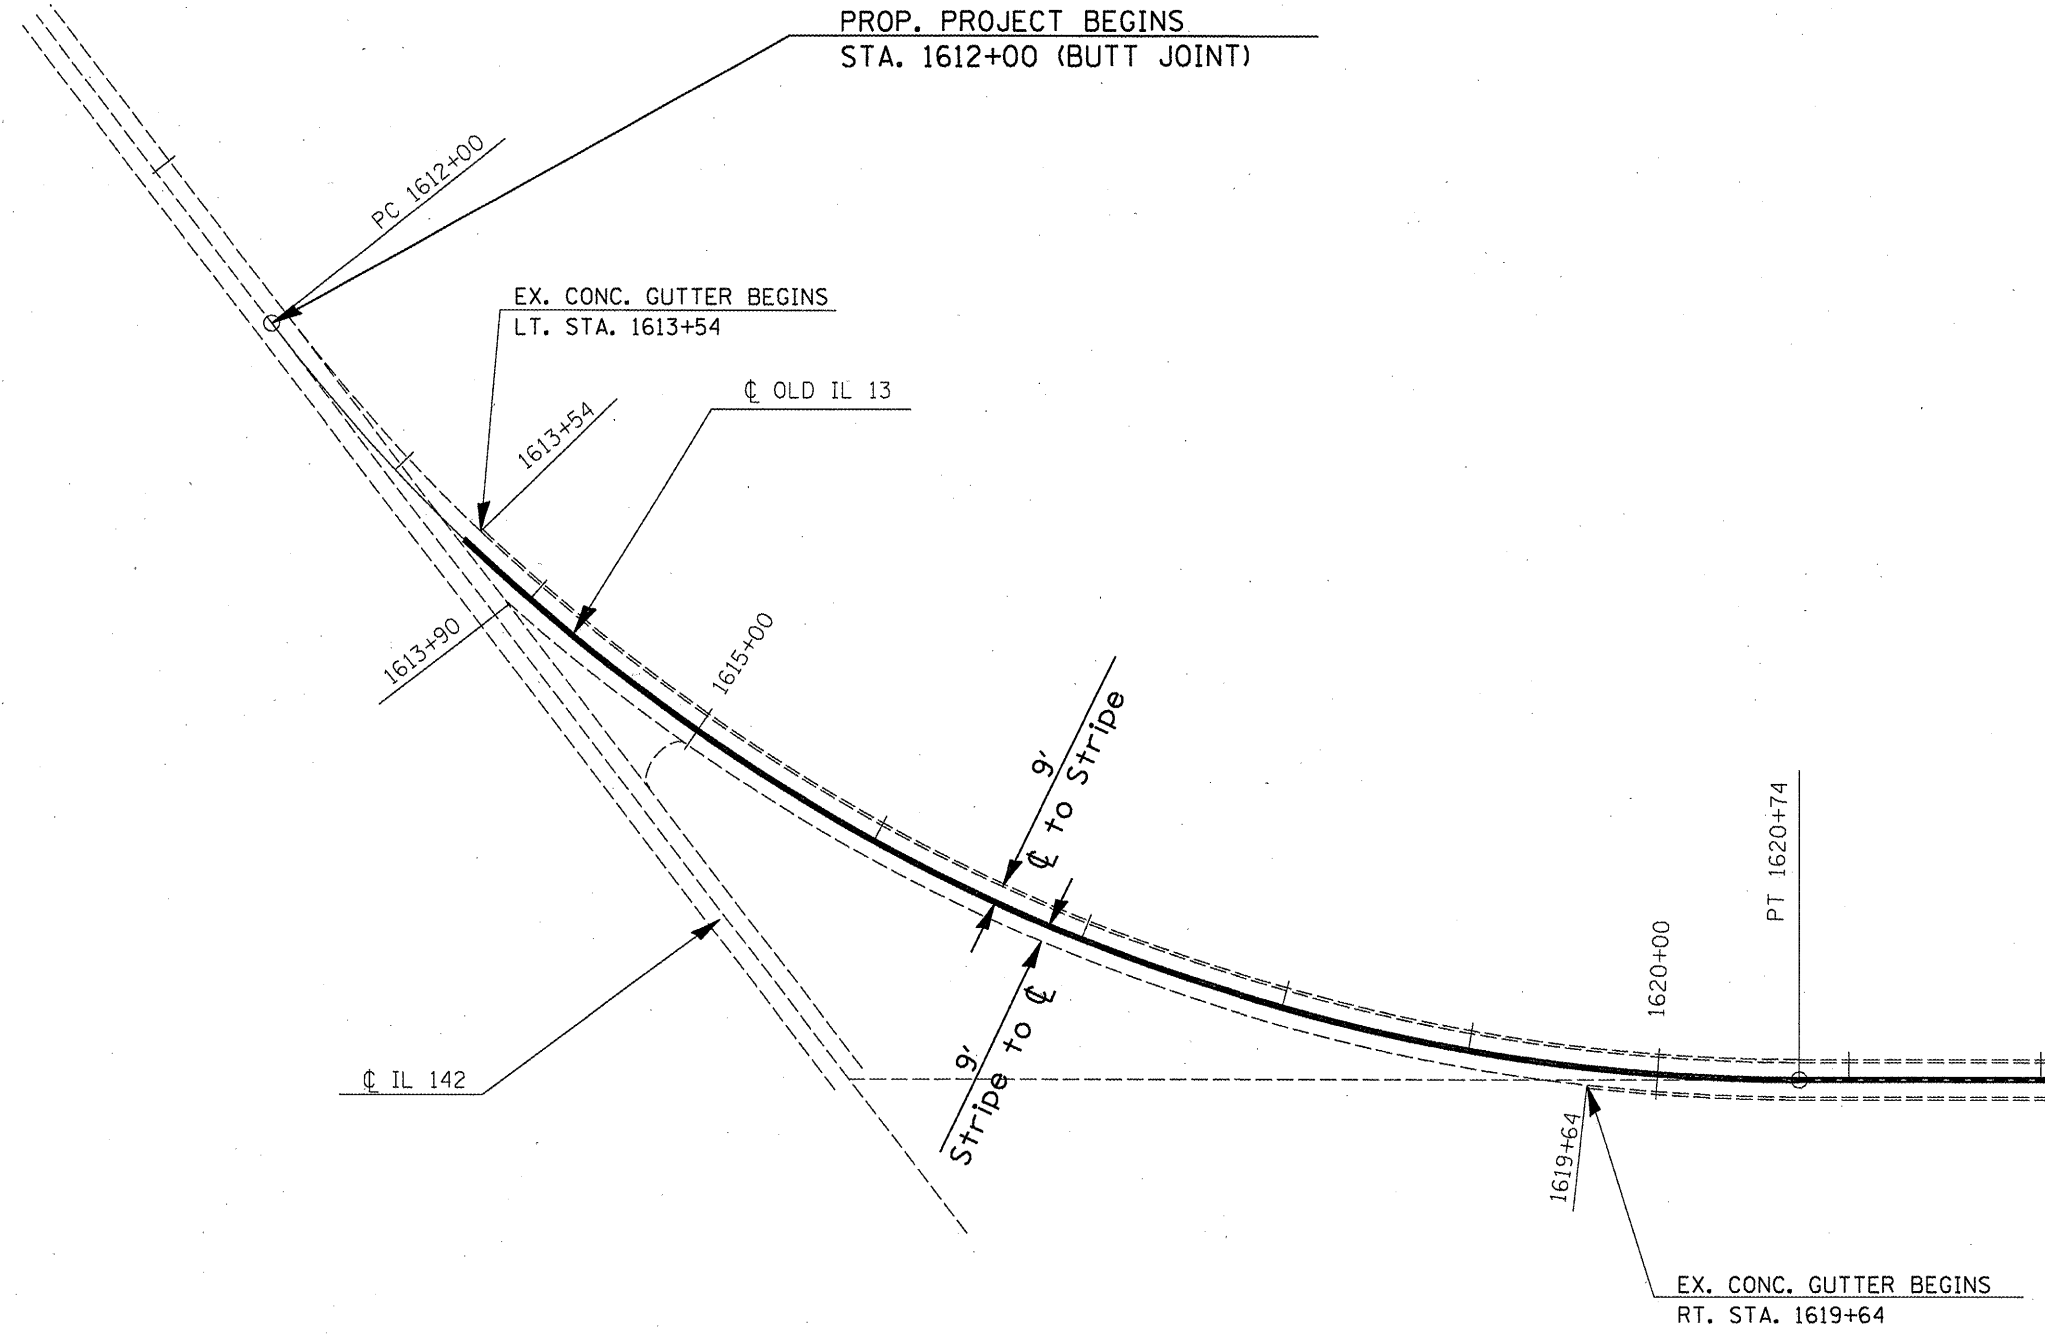 PROP. PROJECT BEGINS
STA. 1612+00 (BUTT JOINT)
PC 1612+00
EX. CONC. GUTTER BEGINS
LT. STA. 1613+54
℄ OLD IL 13
1613+54
1613+90
1615+00
9'
℄ to Stripe
PT 1620+74
1620+00
9'
Stripe to ℄
℄ IL 142
1619+64
EX. CONC. GUTTER BEGINS
RT. STA. 1619+64